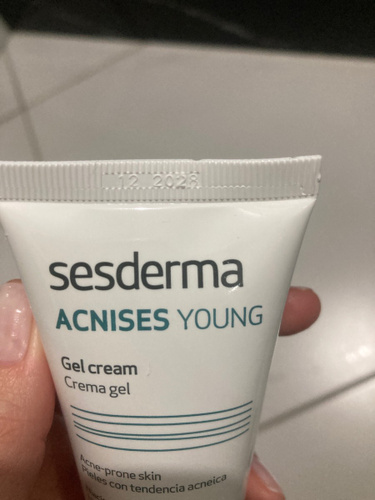 12 2026
sesderma
ACNISES YOUNG
Gel cream
Crema gel
Acne-prone skin
Pieles con tendencia acneica